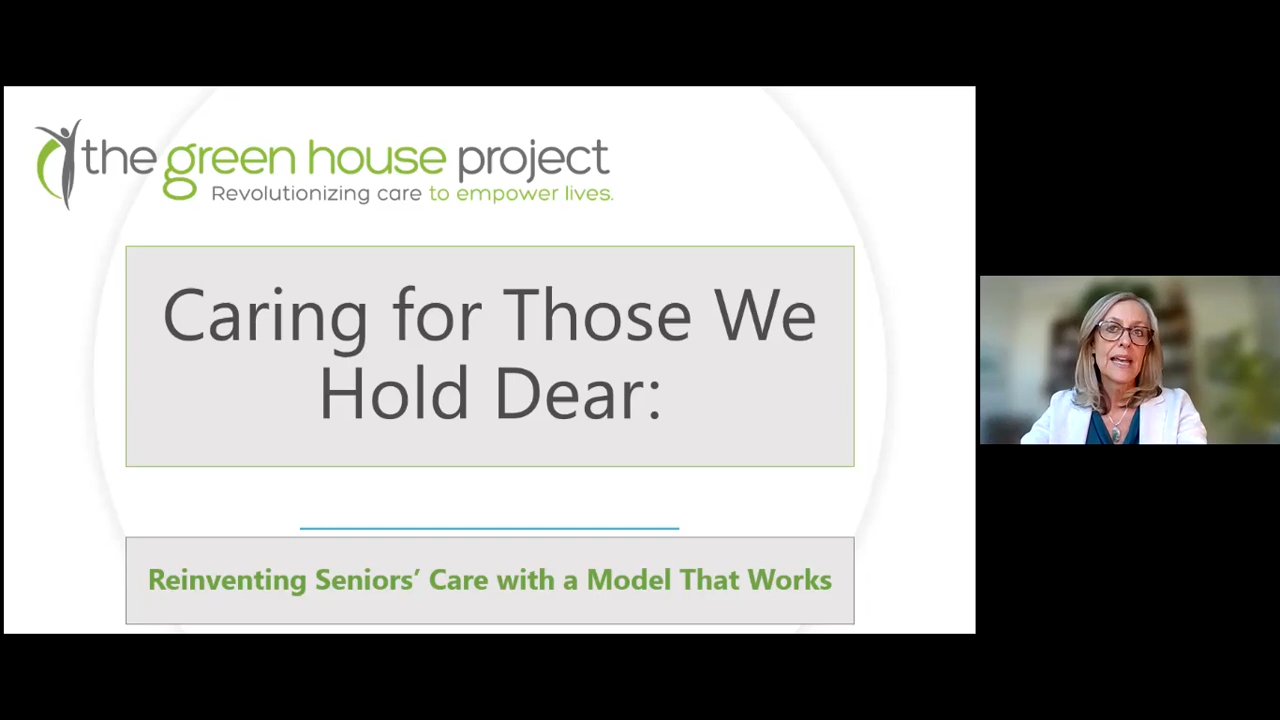 the green house project
Revolutionizing care to empower lives.
Caring for Those We
Hold Dear:
Reinventing Seniors’ Care with a Model That Works